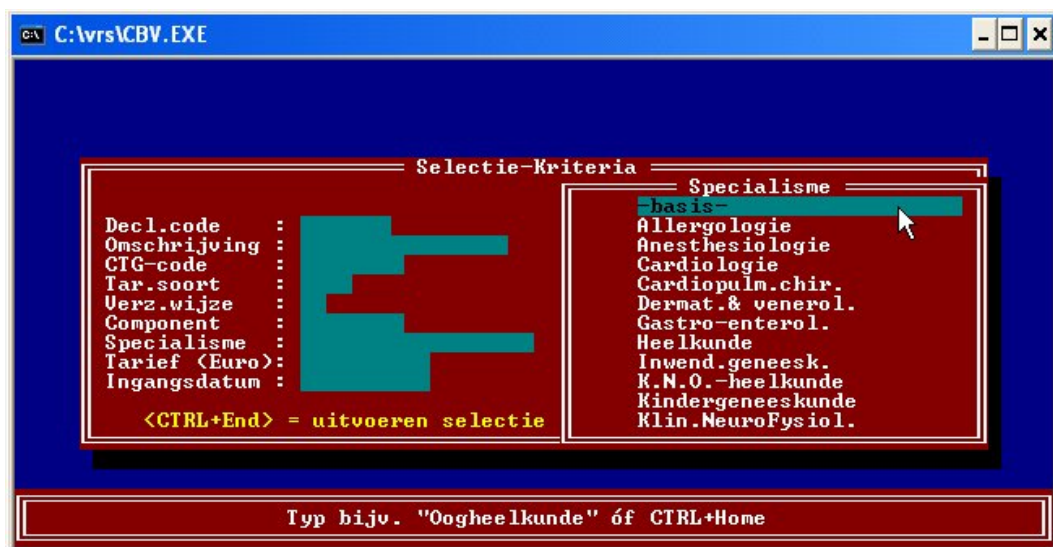 C:\vrs\CBV.EXE
Selectie-Kriteria
Specialisme
Decl.code :
Omschrijving :
CTG-code :
Tar.soort :
Verz.wijze :
Component :
Specialisme :
Tarief (Euro):
Ingangsdatum :
<CTRL+End> = uitvoeren selectie
-basis-
Allergologie
Anesthesiologie
Cardiologie
Cardiopulm.chir.
Dermat.& venerol.
Gastro-enterol.
Heelkunde
Inwend.geneesk.
K.N.O.-heelkunde
Kindergeneeskunde
Klin.NeuroFysiol.
Typ bijv. "Oogheelkunde" óf CTRL+Home